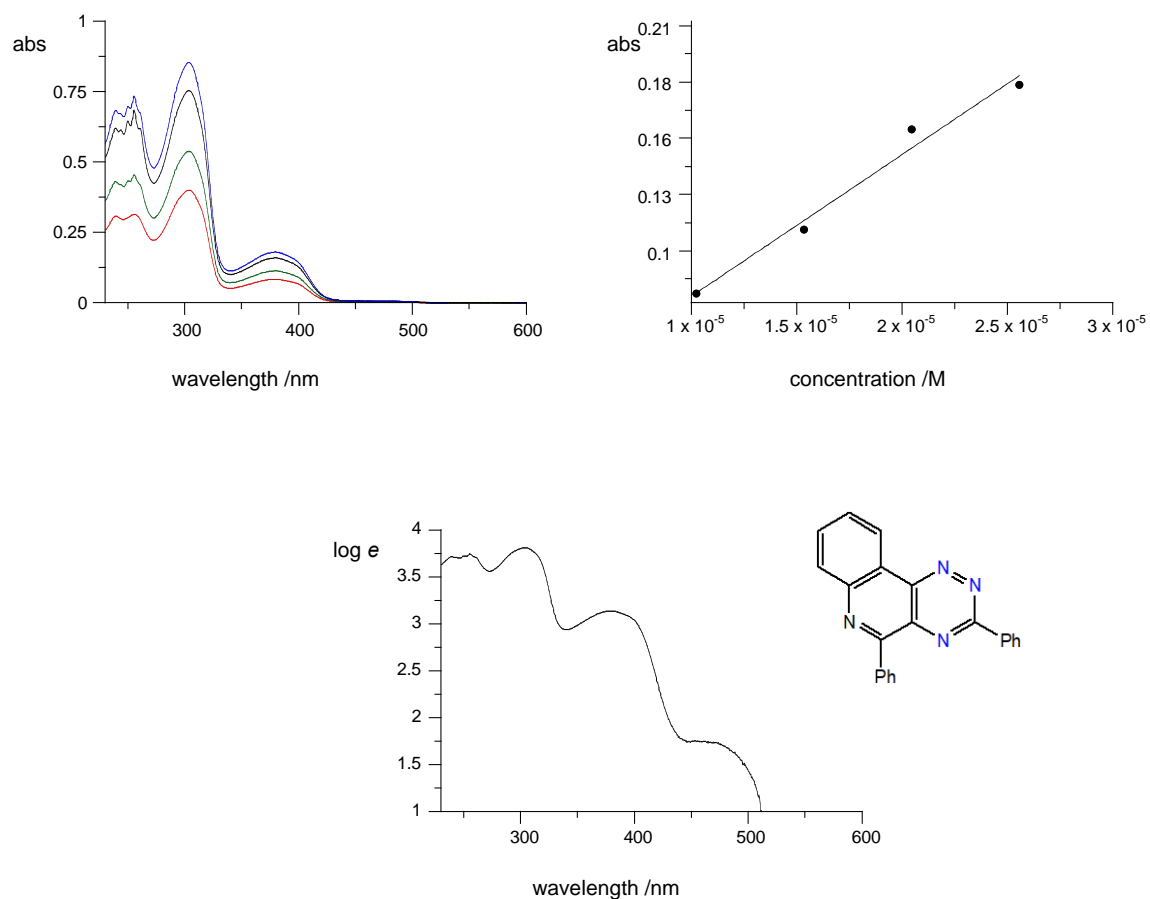 abs
1
0.75
0.5
0.25
0
300
400
500
600
wavelength /nm
abs
0.21
0.18
0.16
0.13
0.1
1 x 10⁻⁵
1.5 x 10⁻⁵
2 x 10⁻⁵
2.5 x 10⁻⁵
3 x 10⁻⁵
concentration /M
log e
4
3.5
3
2.5
2
1.5
1
300
400
500
600
wavelength /nm
N
N
N
N
Ph
Ph